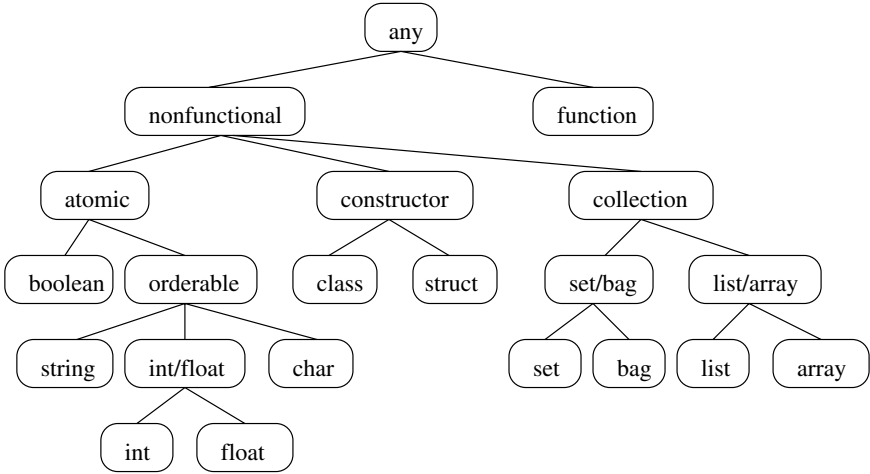 any
nonfunctional
function
atomic
constructor
collection
boolean
orderable
class
struct
set/bag
list/array
string
int/float
char
set
bag
list
array
int
float